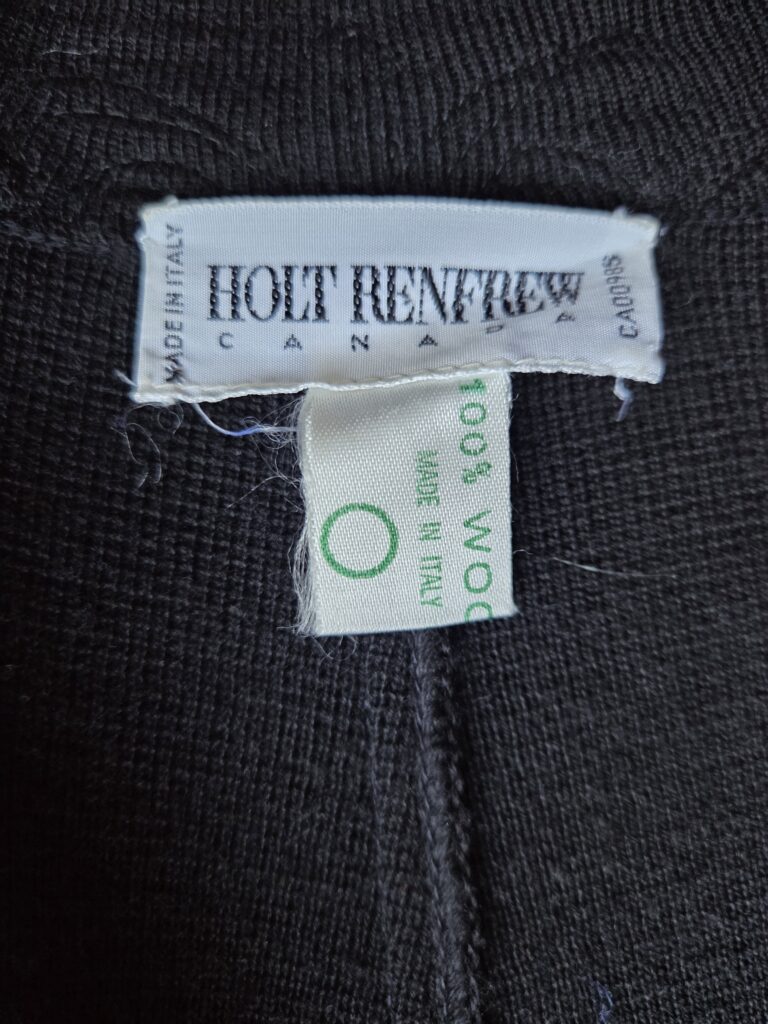 MADE IN ITALY
HOLT RENFREW
CANADA
CA00985
100% WOO
MADE IN ITALY
O